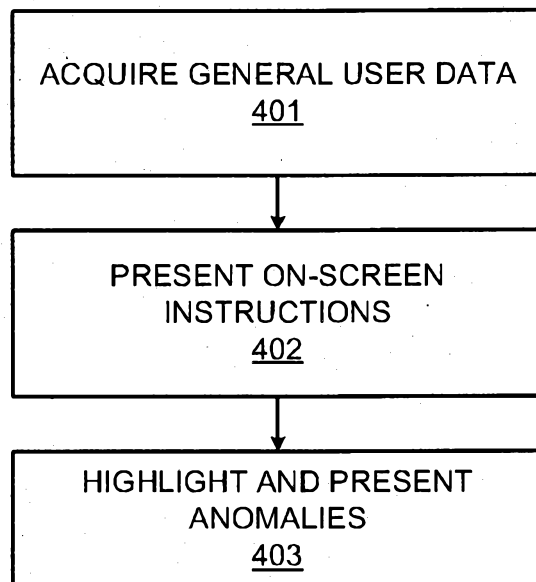 ACQUIRE GENERAL USER DATA
401
PRESENT ON-SCREEN
INSTRUCTIONS
402
HIGHLIGHT AND PRESENT
ANOMALIES
403